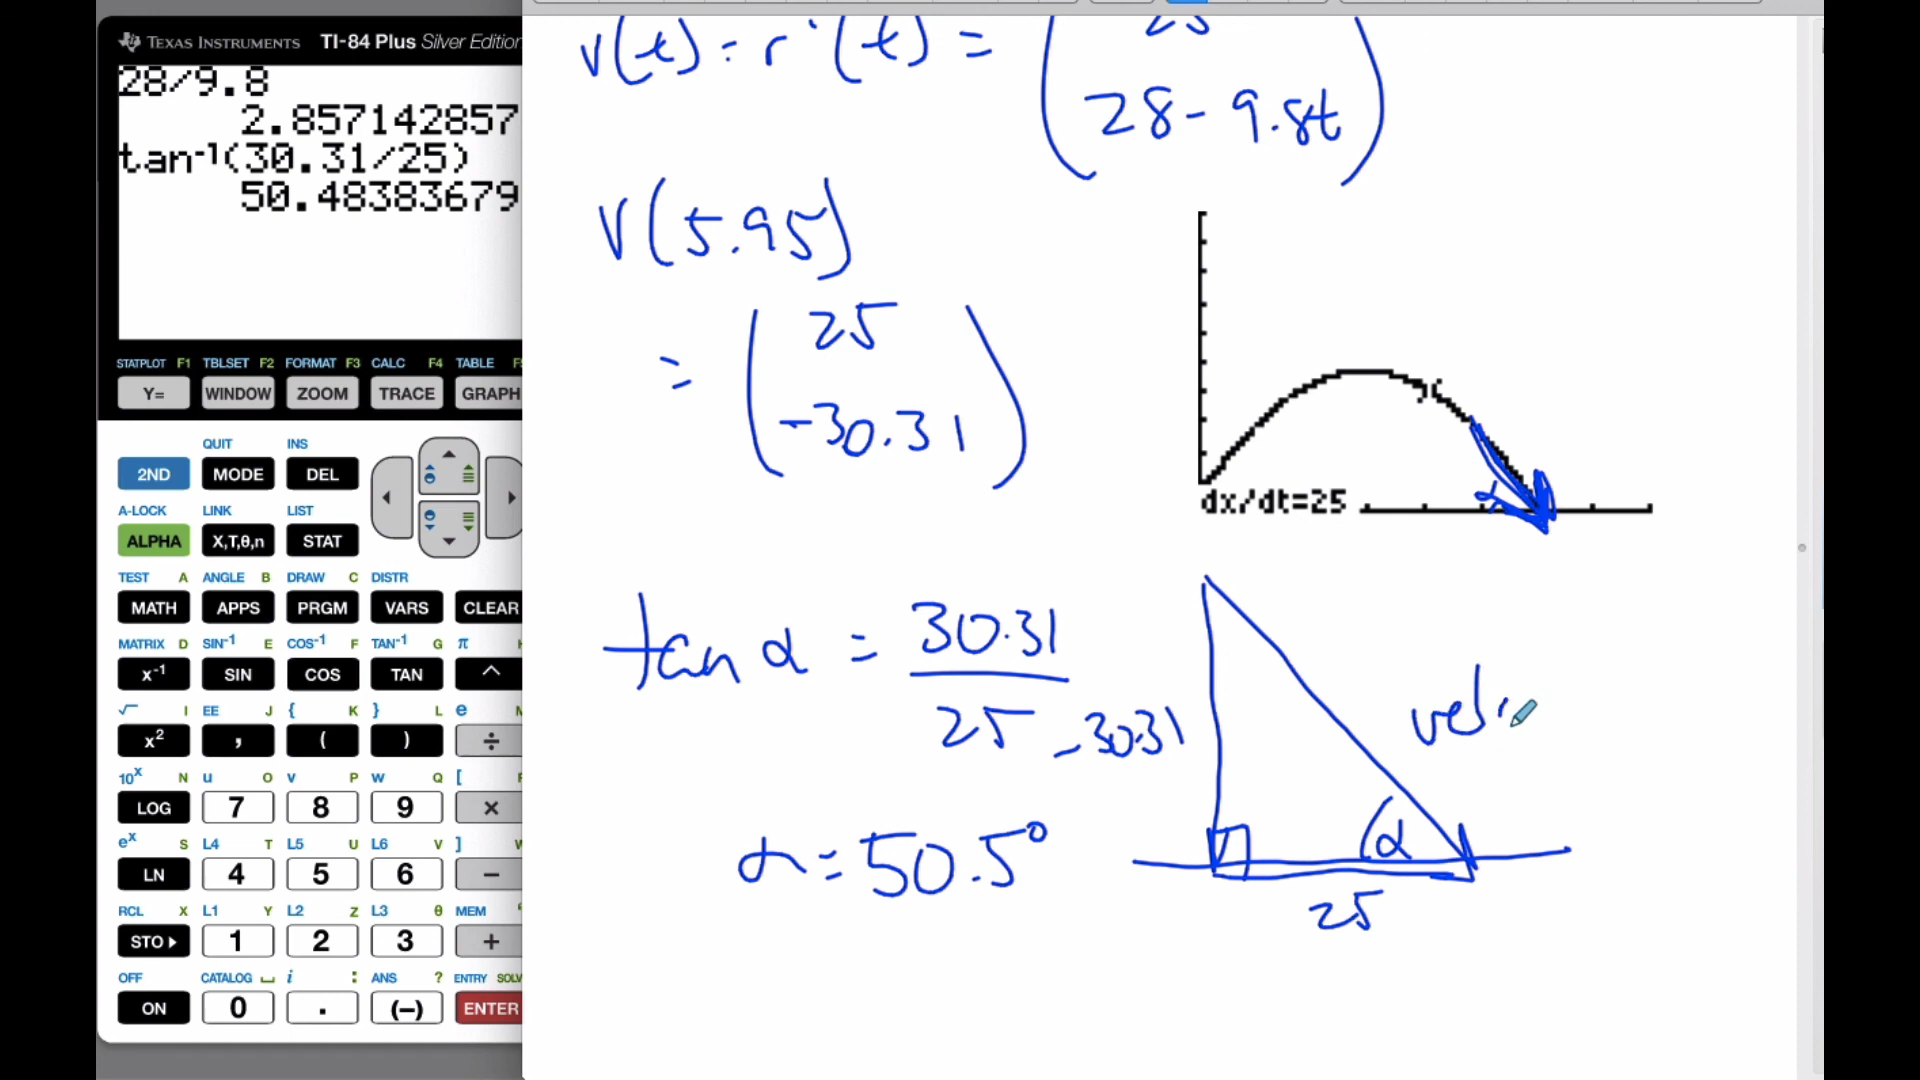 TEXAS INSTRUMENTS TI-84 Plus Silver Edition
28/9.8
2.857142857
tan⁻¹(30.31/25)
50.48383679
STATPLOT F1 TBLSET F2 FORMAT F3 CALC F4 TABLE
Y= WINDOW ZOOM TRACE GRAPH
QUIT INS
2ND MODE DEL
A-LOCK LINK LIST
ALPHA X,T,θ,n STAT
TEST A ANGLE B DRAW C DISTR
MATH APPS PRGM VARS CLEAR
MATRIX D SIN⁻¹ E COS⁻¹ F TAN⁻¹ G π
x⁻¹ SIN COS TAN ^
√ I EE J { K } L e
x² , ( ) ÷
10ˣ N u O v P w Q [
LOG 7 8 9 ×
eˣ S L4 T L5 U L6 V ]
LN 4 5 6 −
RCL X L1 Y L2 Z L3 θ MEM
STO▸ 1 2 3 +
OFF CATALOG ␣ i : ANS ? ENTRY SOLV
ON 0 . (−) ENTER
v(t) = r'(t) = ( 25
28 - 9.8t )
v(5.95)
= ( 25
-30.31 )
dx/dt=25
α
tan α = 30.31
25
-30.31
vel
α
α = 50.5°
25